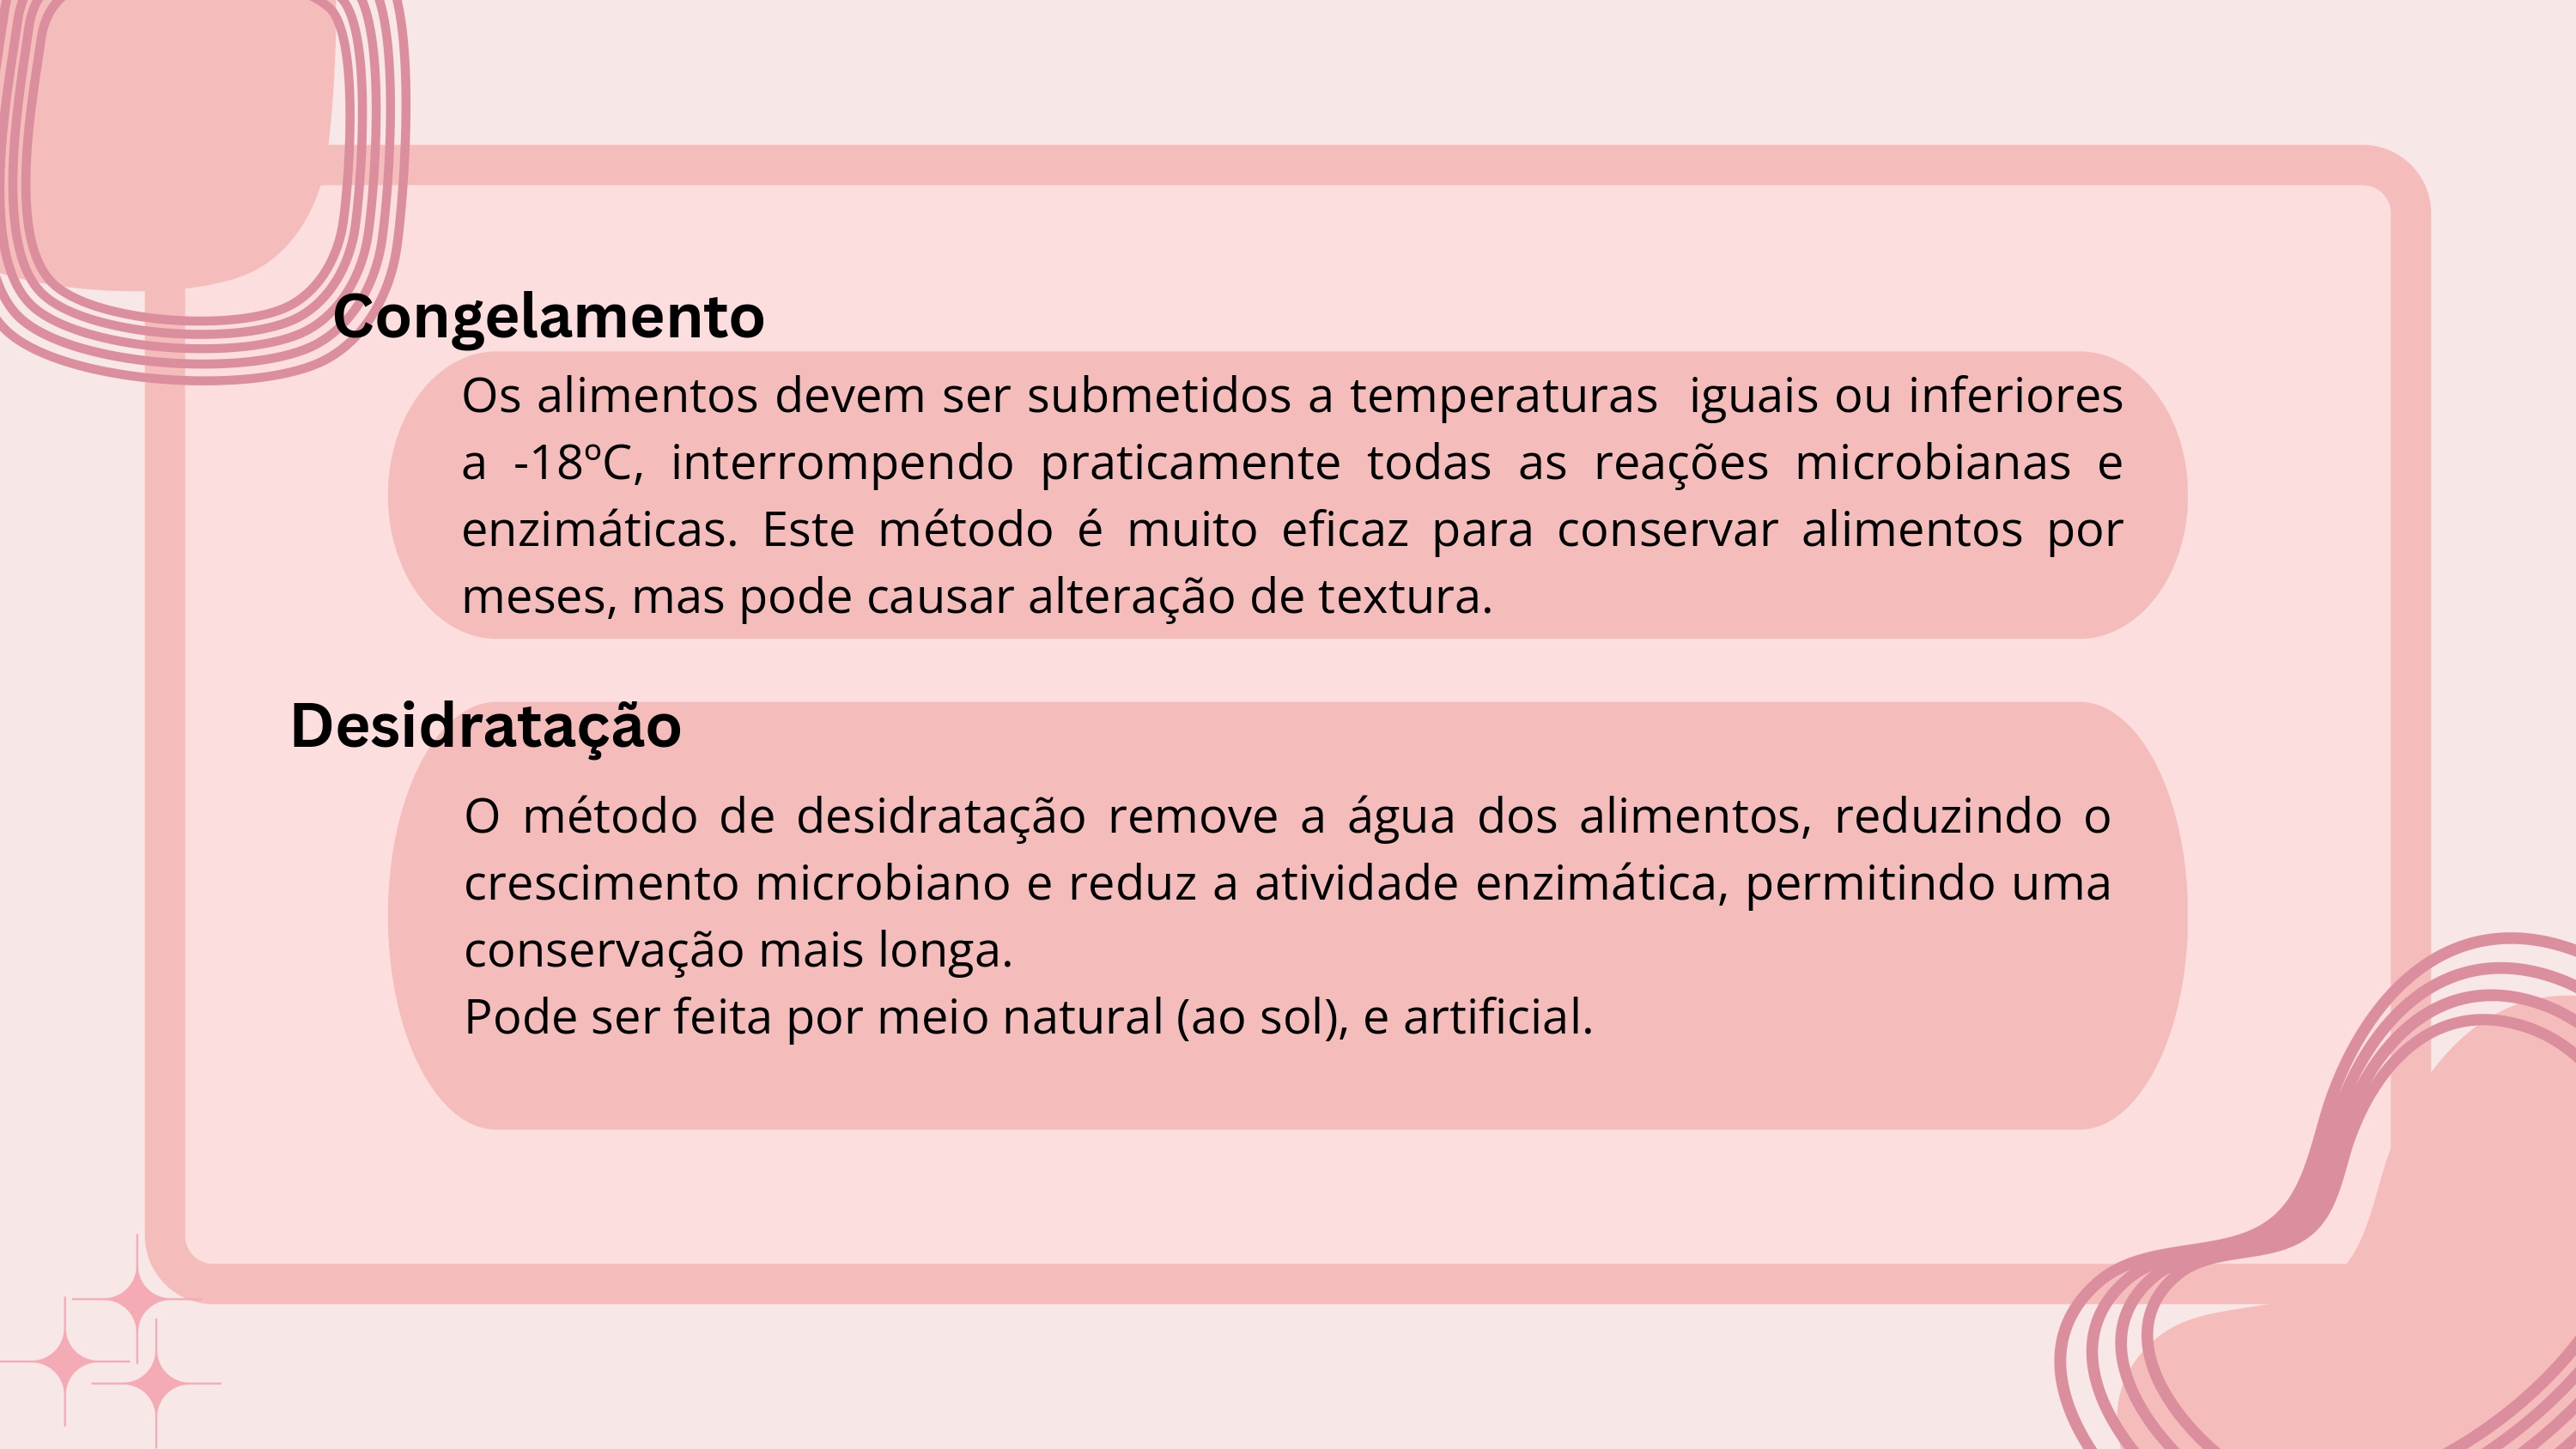 Congelamento
Os alimentos devem ser submetidos a temperaturas  iguais ou inferiores
a -18ºC, interrompendo praticamente todas as reações microbianas e
enzimáticas. Este método é muito eficaz para conservar alimentos por
meses, mas pode causar alteração de textura.
Desidratação
O método de desidratação remove a água dos alimentos, reduzindo o
crescimento microbiano e reduz a atividade enzimática, permitindo uma
conservação mais longa.
Pode ser feita por meio natural (ao sol), e artificial.